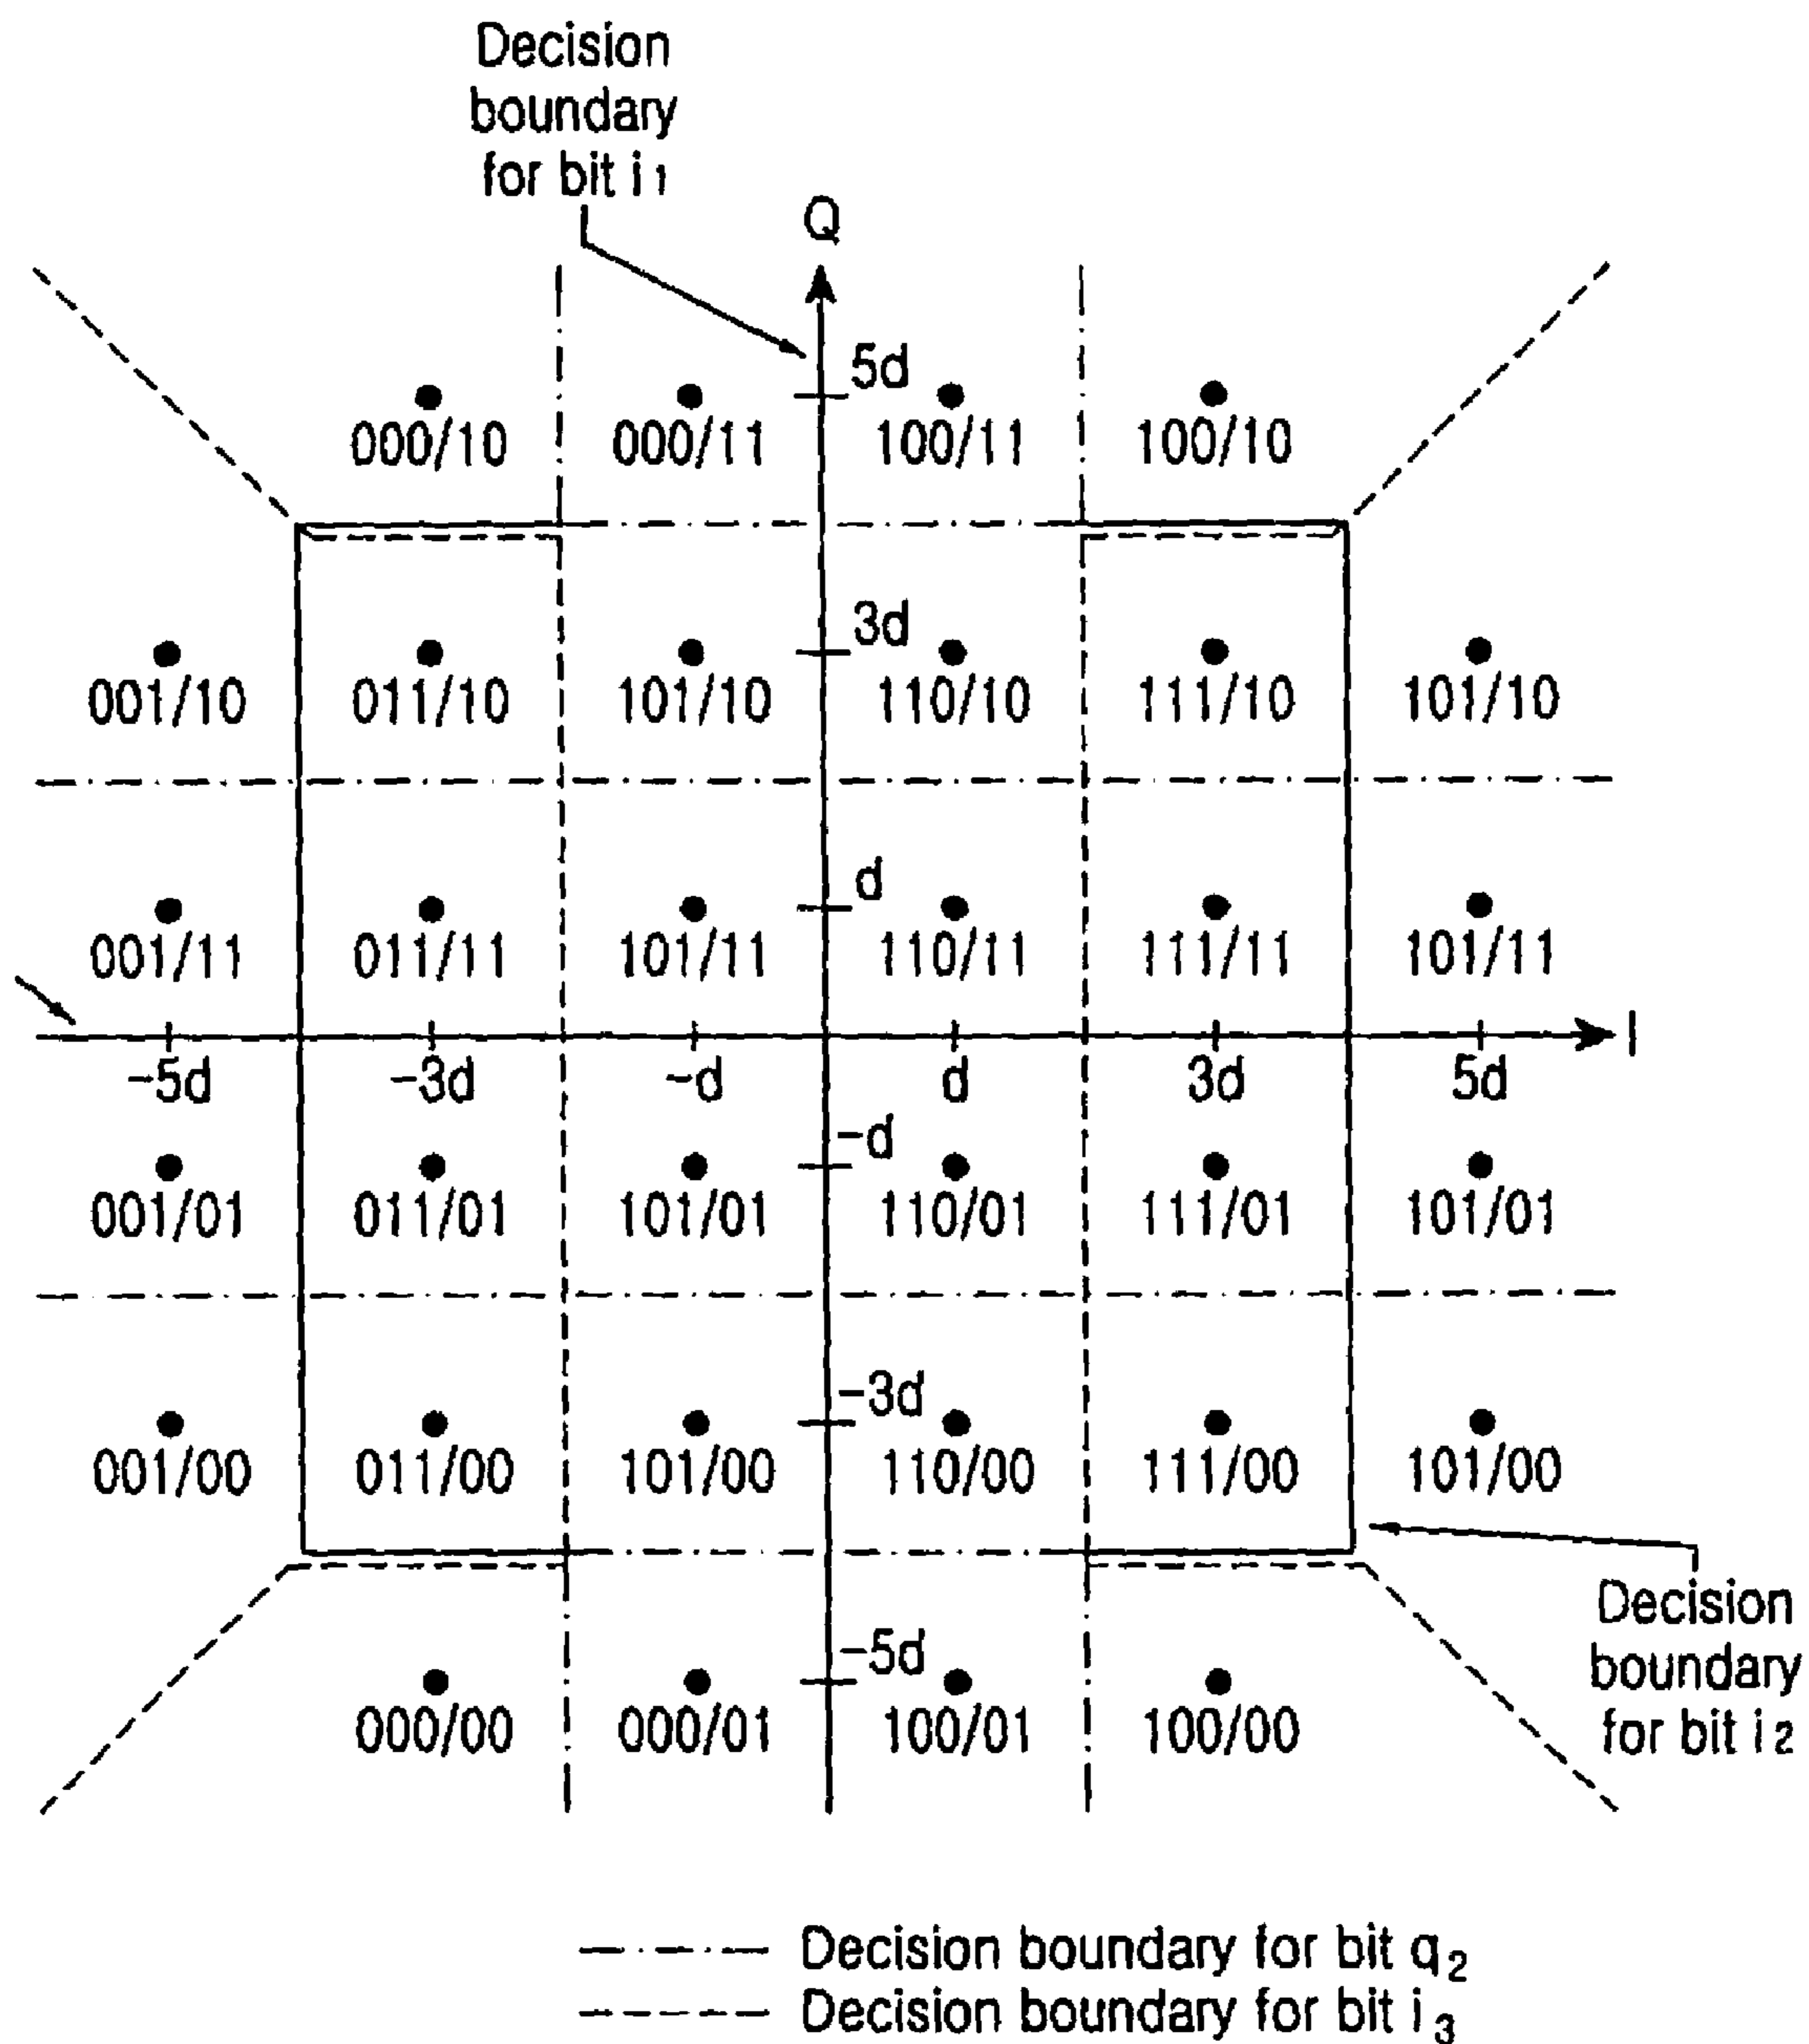 Decision
boundary
for bit i1
Q
5d
000/10 000/11 100/11 100/10
3d
001/10 011/10 101/10 110/10 111/10 101/10
d
001/11 011/11 101/11 110/11 111/11 101/11
I
-5d -3d -d d 3d 5d
-d
001/01 011/01 101/01 110/01 111/01 101/01
-3d
001/00 011/00 101/00 110/00 111/00 101/00
Decision
boundary
for bit i2
-5d
000/00 000/01 100/01 100/00
Decision boundary for bit q2
Decision boundary for bit i3